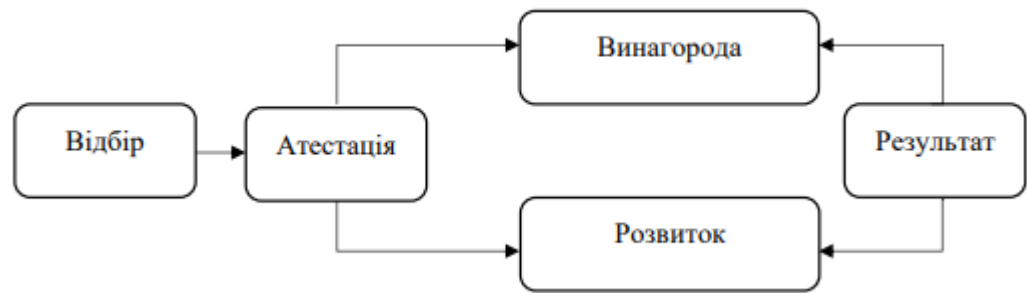 Винагорода
Відбір
Атестація
Результат
Розвиток